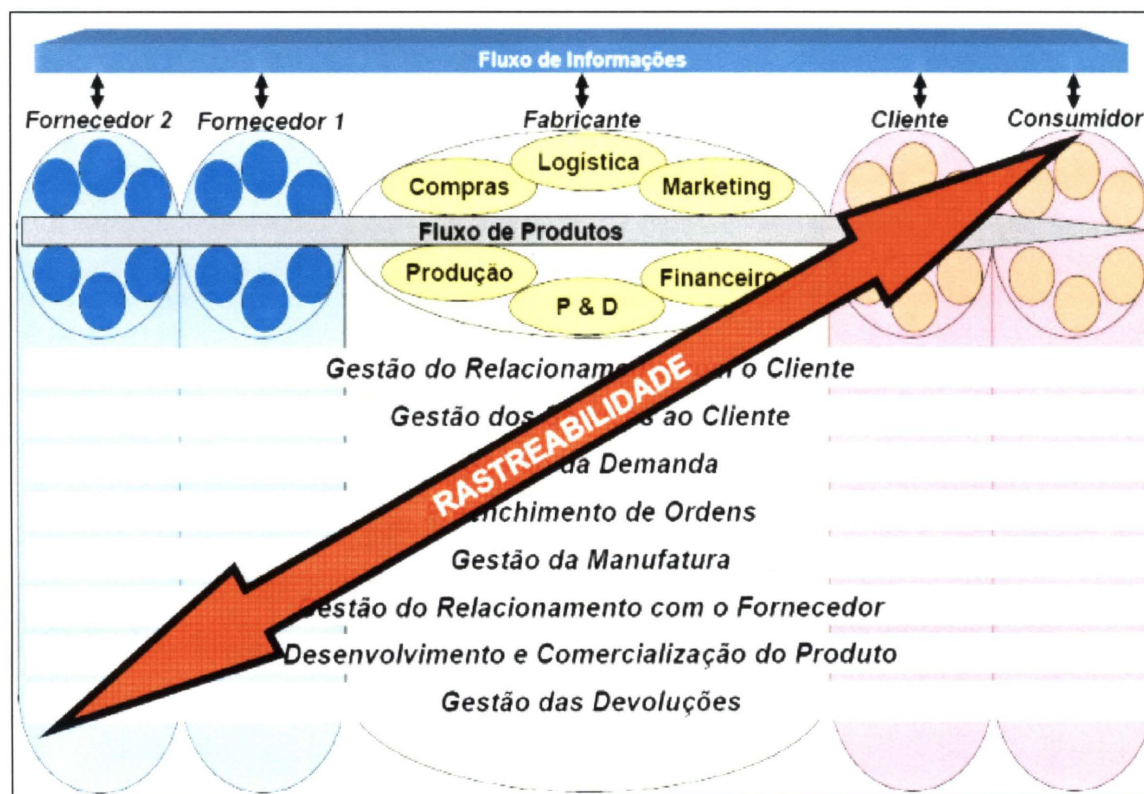 Fluxo de Informações
Fornecedor 2 Fornecedor 1 Fabricante Cliente Consumidor
Logística
Compras Marketing
Fluxo de Produtos
Produção Financeiro
P & D
Gestão do Relacionam o Cliente
Gestão dos s ao Cliente
da Demanda
nchimento de Ordens
Gestão da Manufatura
estão do Relacionamento com o Fornecedor
Desenvolvimento e Comercialização do Produto
Gestão das Devoluções
RASTREABILIDADE